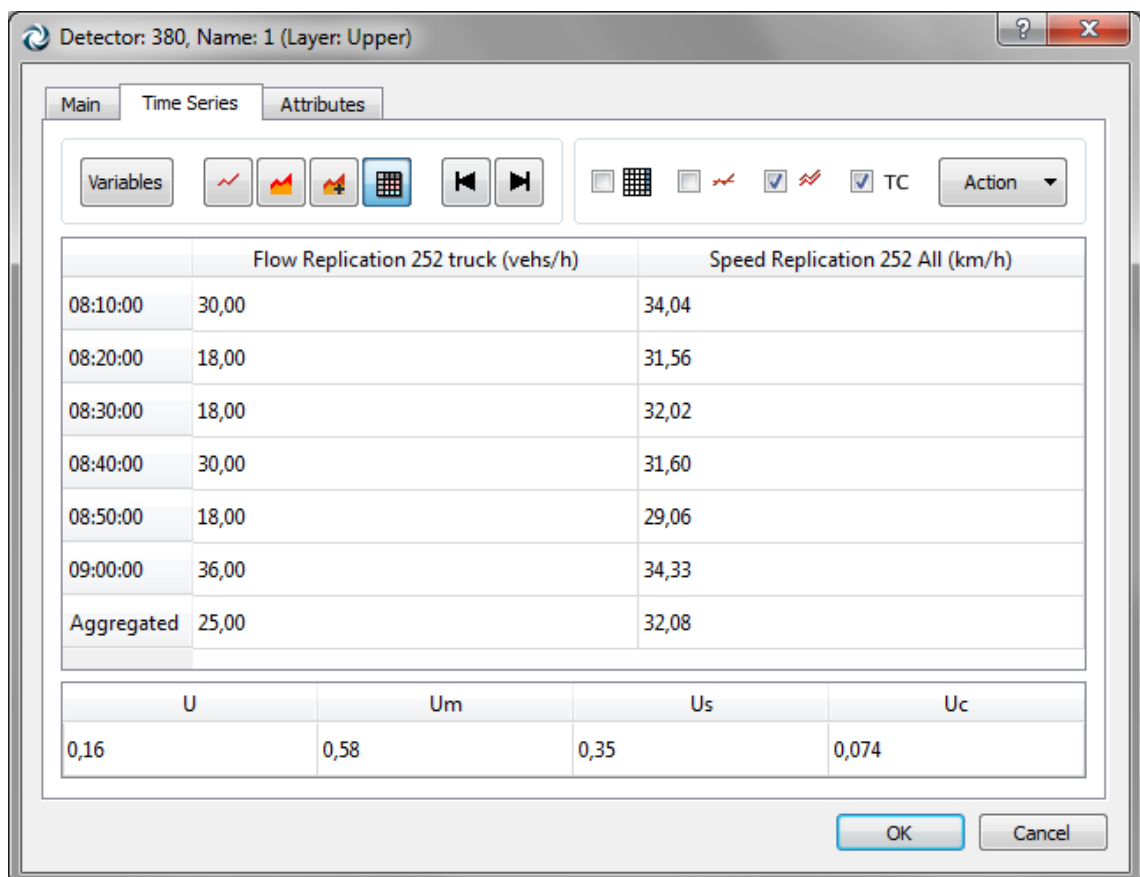 Detector: 380, Name: 1 (Layer: Upper)
Main Time Series Attributes
Variables TC Action
Flow Replication 252 truck (vehs/h) Speed Replication 252 All (km/h)
08:10:00 30,00 34,04
08:20:00 18,00 31,56
08:30:00 18,00 32,02
08:40:00 30,00 31,60
08:50:00 18,00 29,06
09:00:00 36,00 34,33
Aggregated 25,00 32,08
U Um Us Uc
0,16 0,58 0,35 0,074
OK Cancel